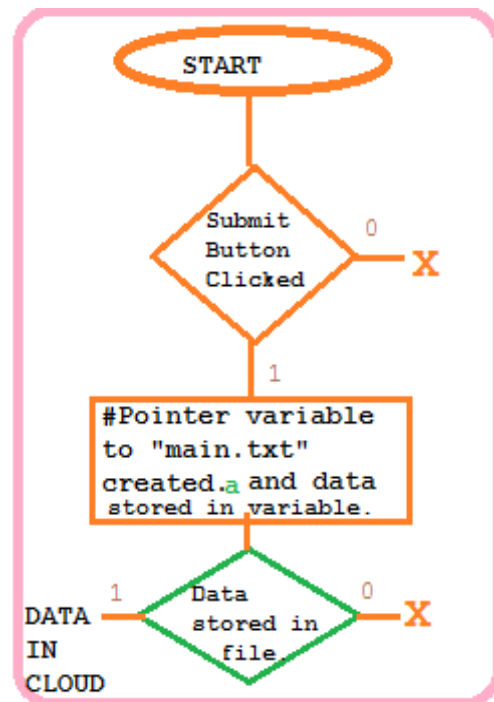 START
Submit
Button
Clicked
0
X
1
#Pointer variable
to "main.txt"
created.a and data
stored in variable.
Data
stored in
file.
1
DATA
IN
CLOUD
0
X